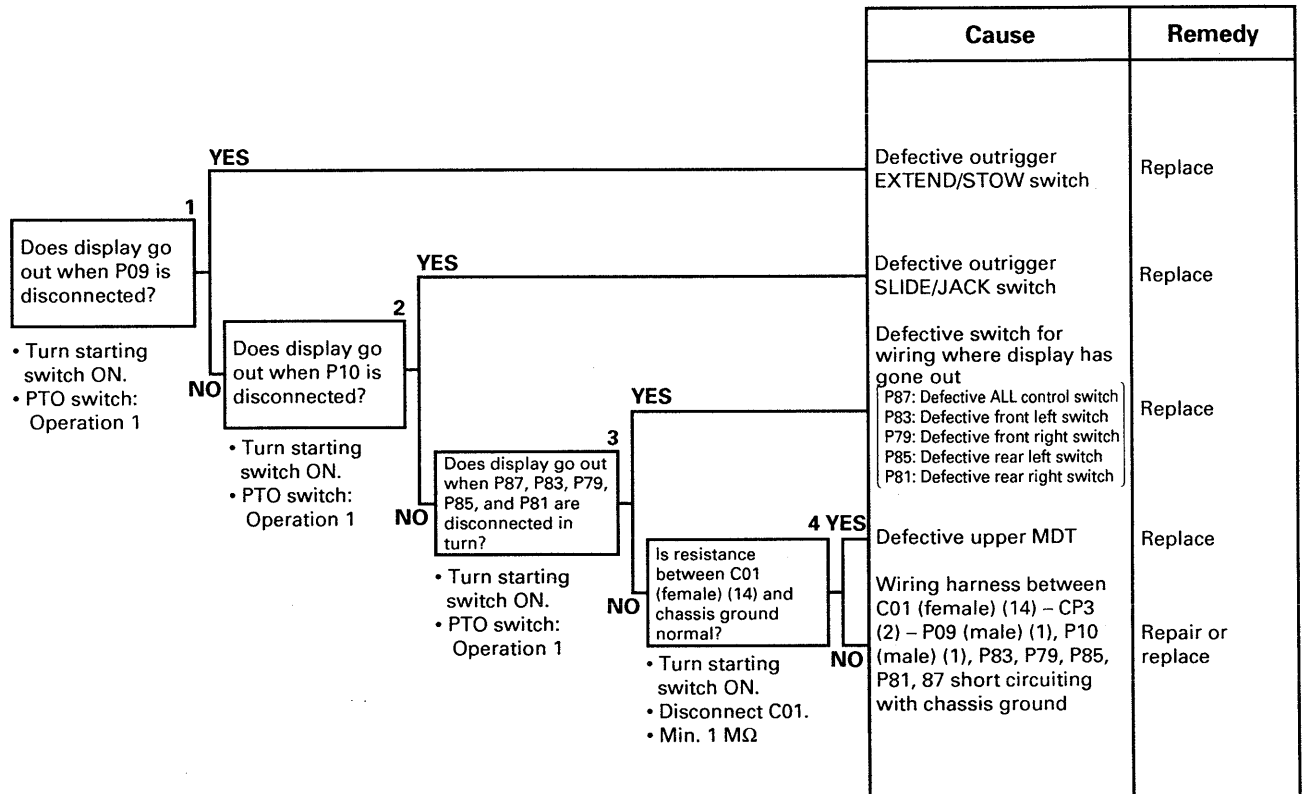 Cause
Remedy
YES
Defective outrigger
EXTEND/STOW switch
Replace
1
Does display go
out when P09 is
disconnected?
• Turn starting
switch ON.
• PTO switch:
Operation 1
YES
Defective outrigger
SLIDE/JACK switch
Replace
NO
2
Does display go
out when P10 is
disconnected?
• Turn starting
switch ON.
• PTO switch:
Operation 1
YES
Defective switch for
wiring where display has
gone out
P87: Defective ALL control switch
P83: Defective front left switch
P79: Defective front right switch
P85: Defective rear left switch
P81: Defective rear right switch
Replace
NO
3
Does display go out
when P87, P83, P79,
P85, and P81 are
disconnected in
turn?
• Turn starting
switch ON.
• PTO switch:
Operation 1
4 YES
Defective upper MDT
Replace
NO
Is resistance
between C01
(female) (14) and
chassis ground
normal?
• Turn starting
switch ON.
• Disconnect C01.
• Min. 1 MΩ
NO
Wiring harness between
C01 (female) (14) – CP3
(2) – P09 (male) (1), P10
(male) (1), P83, P79, P85,
P81, 87 short circuiting
with chassis ground
Repair or
replace